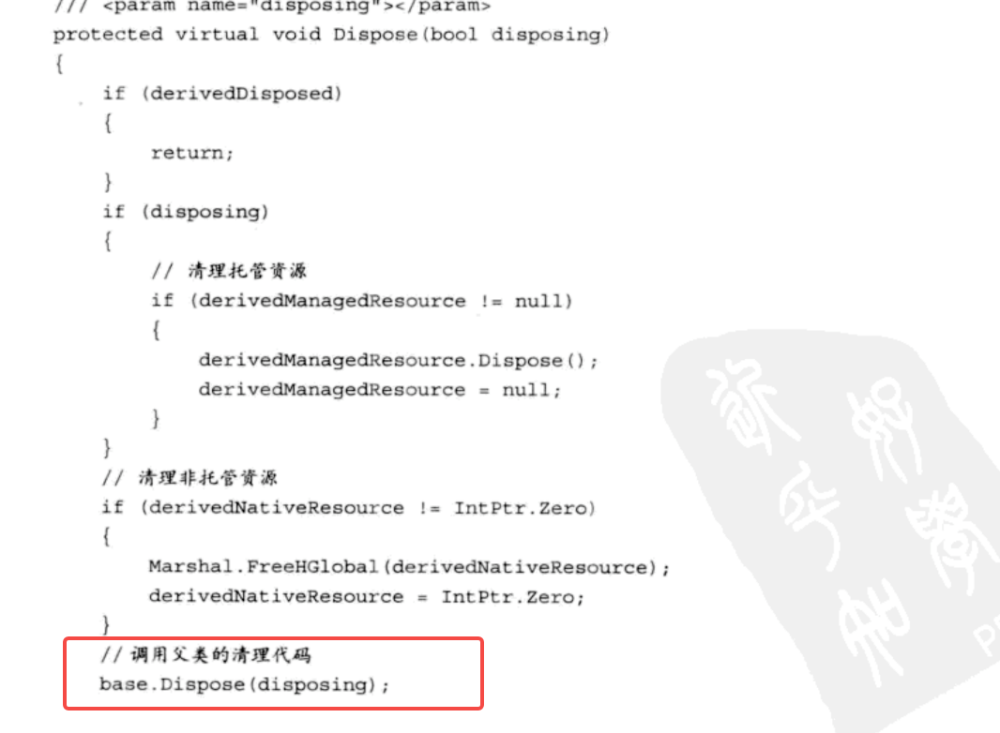 /// <param name="disposing"></param>
protected virtual void Dispose(bool disposing)
{
if (derivedDisposed)
{
return;
}
if (disposing)
{
// 清理托管资源
if (derivedManagedResource != null)
{
derivedManagedResource.Dispose();
derivedManagedResource = null;
}
}
// 清理非托管资源
if (derivedNativeResource != IntPtr.Zero)
{
Marshal.FreeHGlobal(derivedNativeResource);
derivedNativeResource = IntPtr.Zero;
}
// 调用父类的清理代码
base.Dispose(disposing);